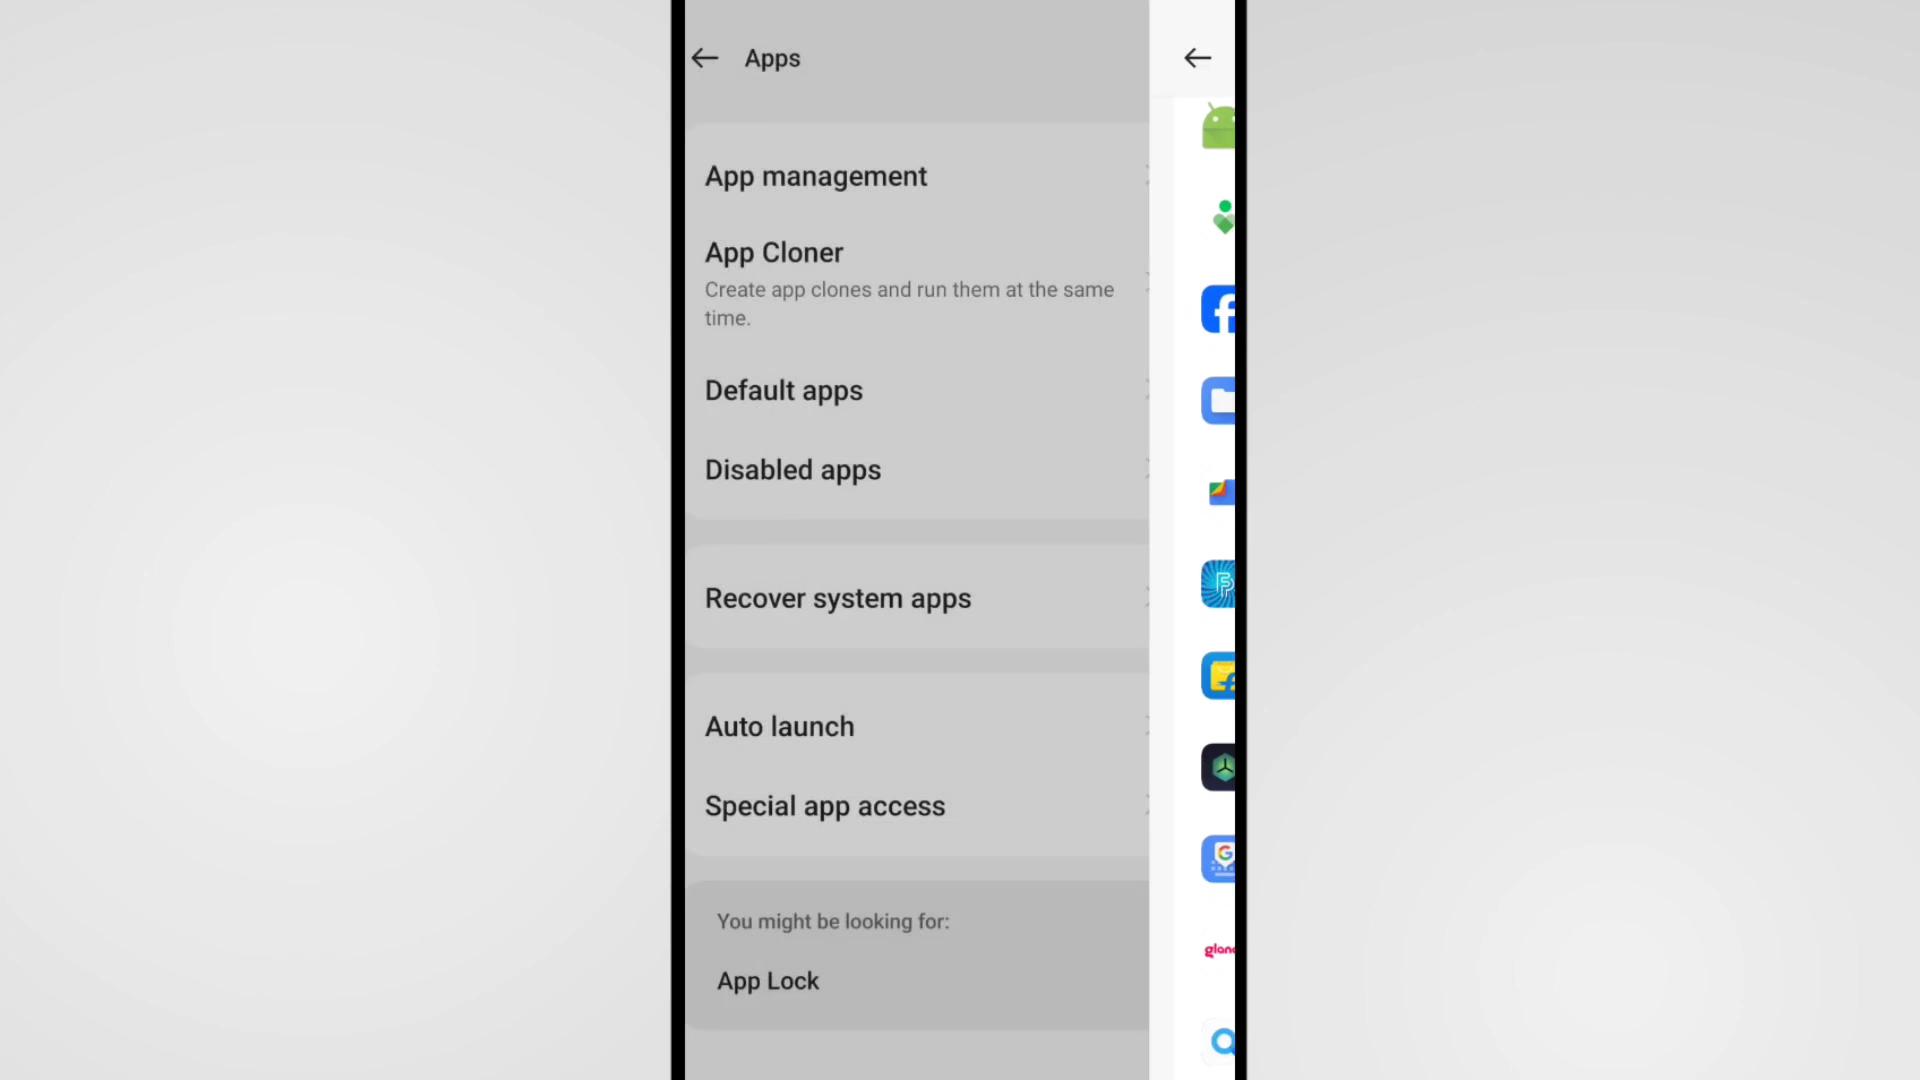 Apps
App management
App Cloner
Create app clones and run them at the same
time.
Default apps
Disabled apps
Recover system apps
Auto launch
Special app access
You might be looking for:
App Lock